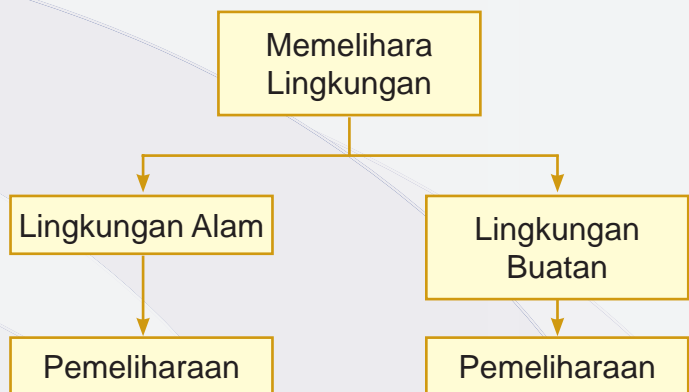 Memelihara
Lingkungan
Lingkungan Alam
Lingkungan
Buatan
Pemeliharaan
Pemeliharaan